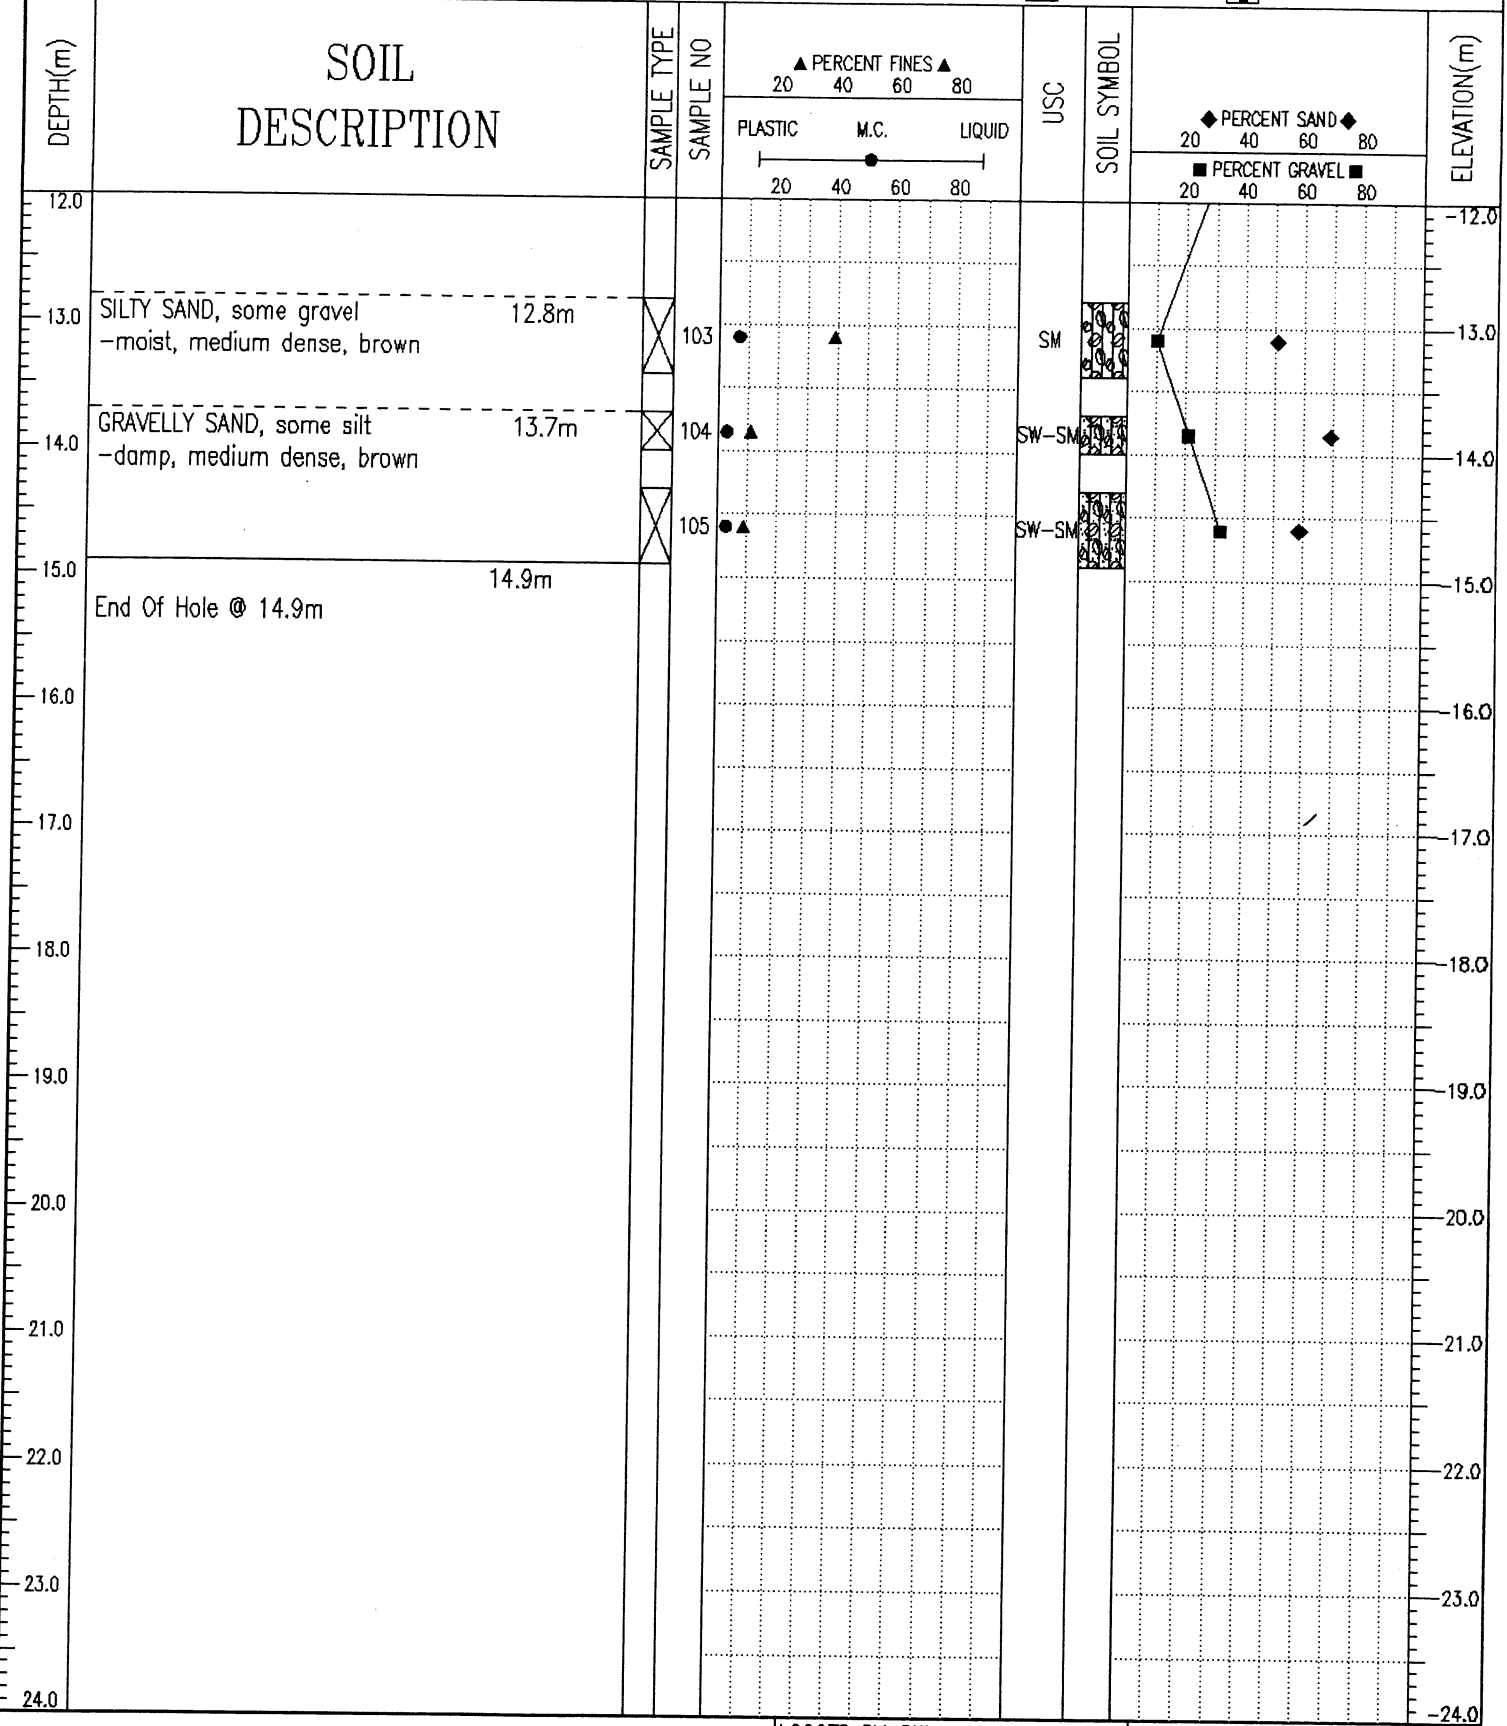 DEPTH(m)
SOIL
DESCRIPTION
SAMPLE TYPE
SAMPLE NO
▲ PERCENT FINES ▲
20 40 60 80
PLASTIC M.C. LIQUID
20 40 60 80
USC
SOIL SYMBOL
◆ PERCENT SAND ◆
20 40 60 80
■ PERCENT GRAVEL ■
20 40 60 80
ELEVATION(m)
12.0 -12.0
SILTY SAND, some gravel 12.8m
13.0 -13.0
-moist, medium dense, brown
103 SM
GRAVELLY SAND, some silt 13.7m
104 SW-SM
14.0 -14.0
-damp, medium dense, brown
105 SW-SM
15.0 -15.0
14.9m
End Of Hole @ 14.9m
16.0 -16.0
17.0 -17.0
18.0 -18.0
19.0 -19.0
20.0 -20.0
21.0 -21.0
22.0 -22.0
23.0 -23.0
24.0 -24.0